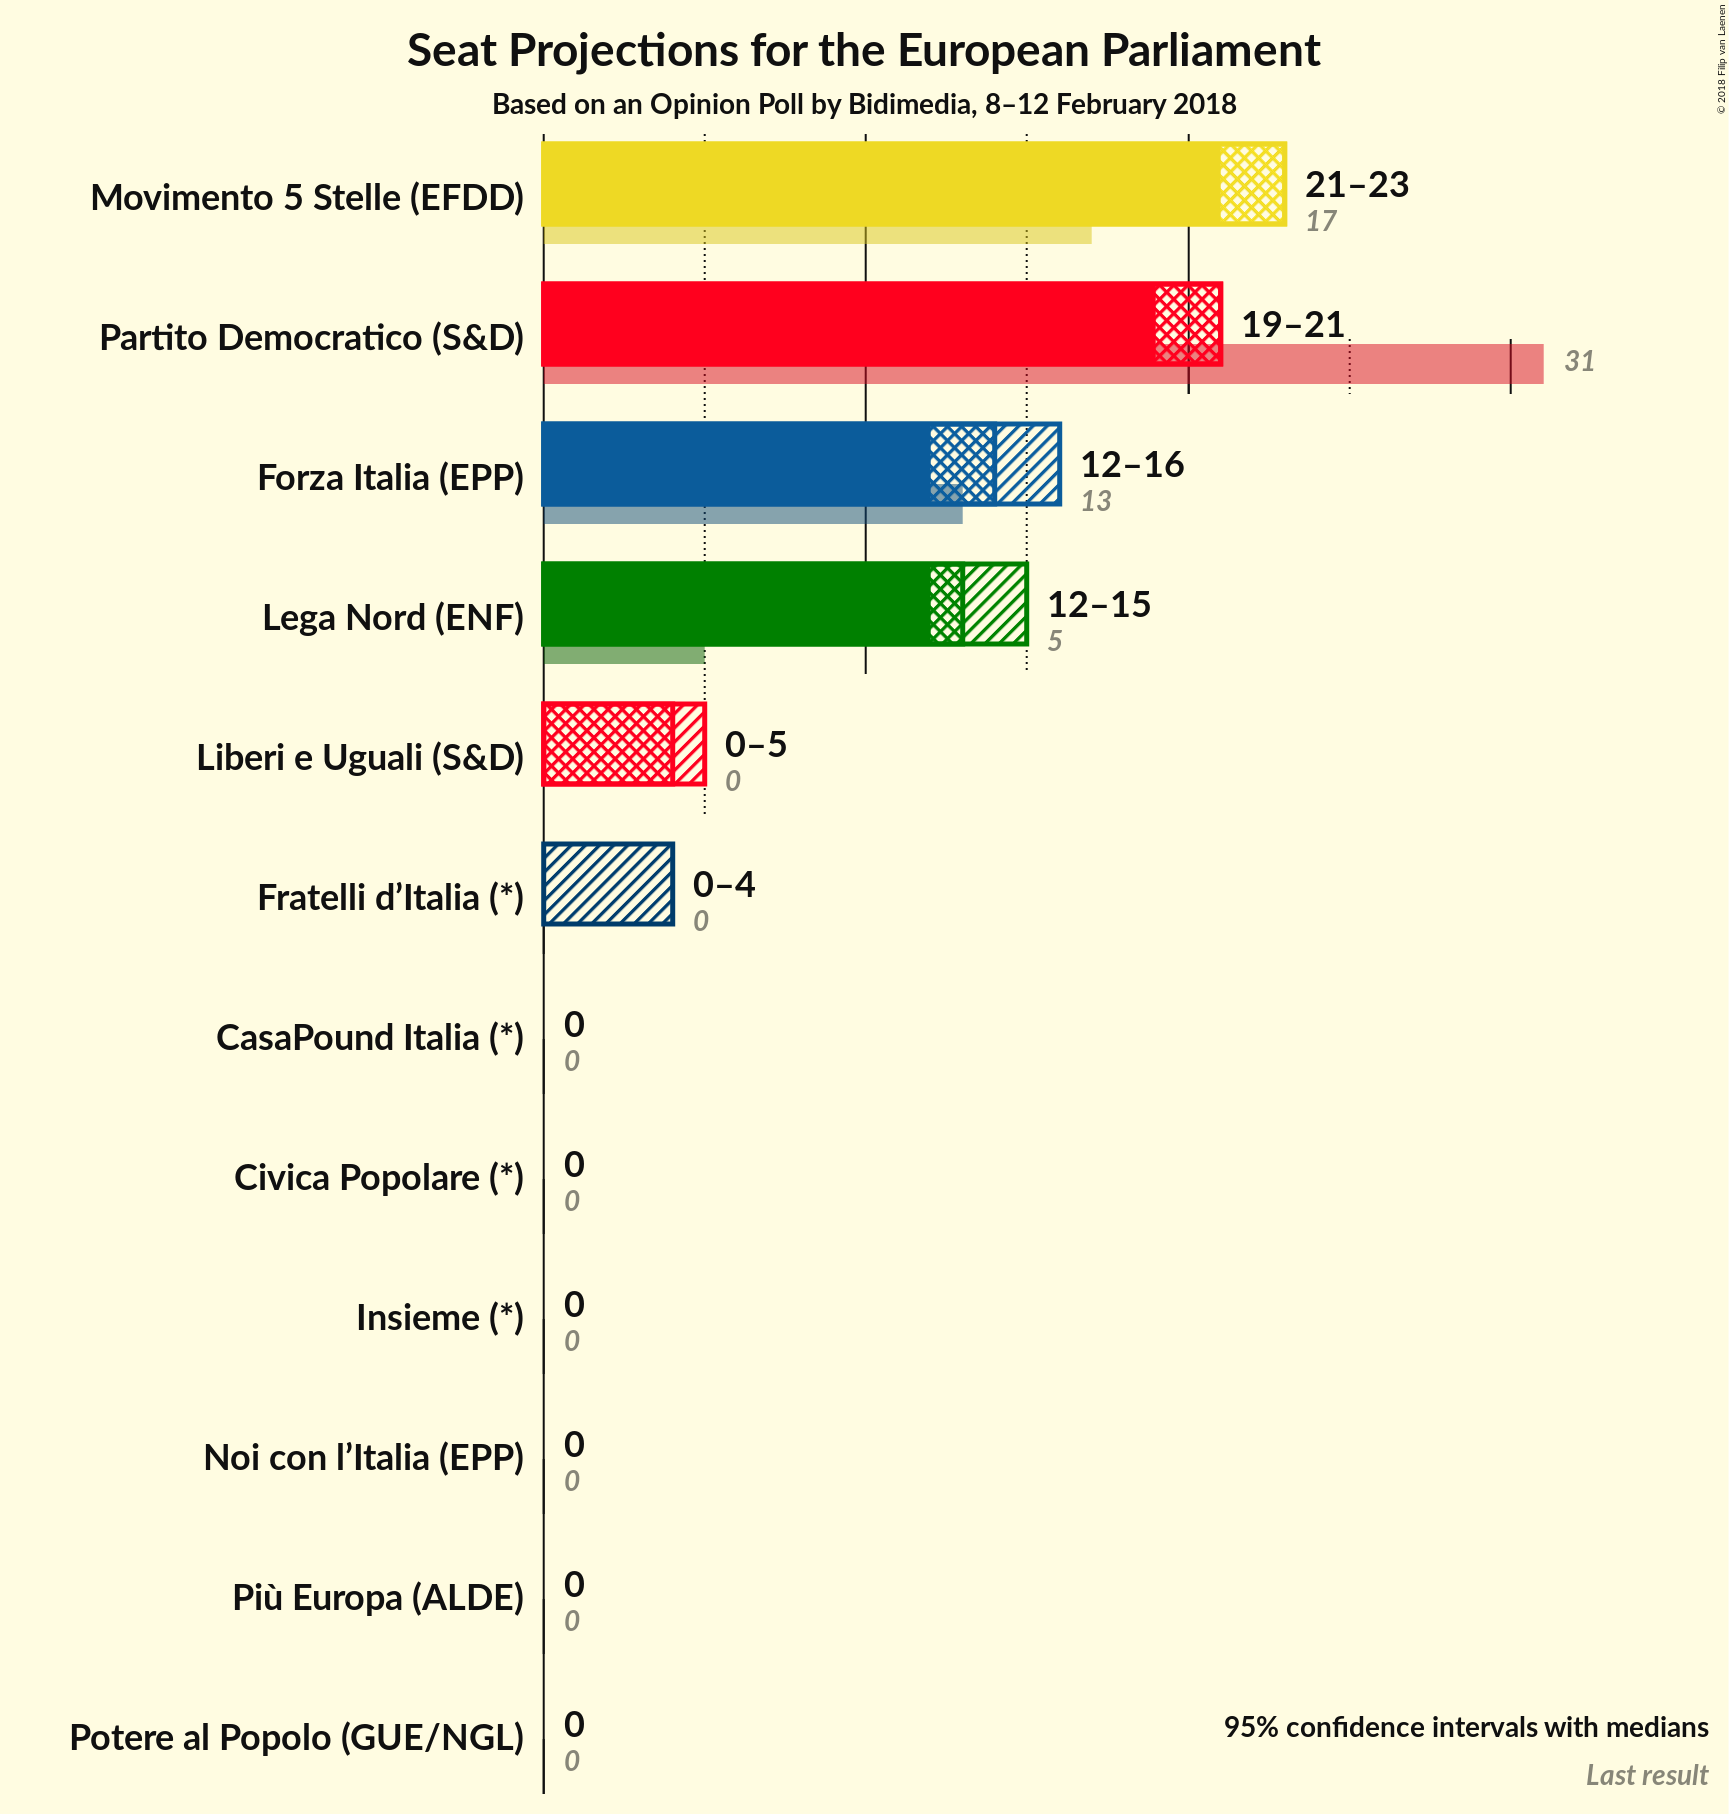 Seat Projections for the European Parliament
Based on an Opinion Poll by Bidimedia, 8–12 February 2018
© 2018 Filip van Laenen
Movimento 5 Stelle (EFDD)
21–23
17
Partito Democratico (S&D)
19–21
31
Forza Italia (EPP)
12–16
13
Lega Nord (ENF)
12–15
5
Liberi e Uguali (S&D)
0–5
0
Fratelli d’Italia (*)
0–4
0
CasaPound Italia (*)
0
0
Civica Popolare (*)
0
0
Insieme (*)
0
0
Noi con l’Italia (EPP)
0
0
Più Europa (ALDE)
0
0
Potere al Popolo (GUE/NGL)
0
0
95% confidence intervals with medians
Last result